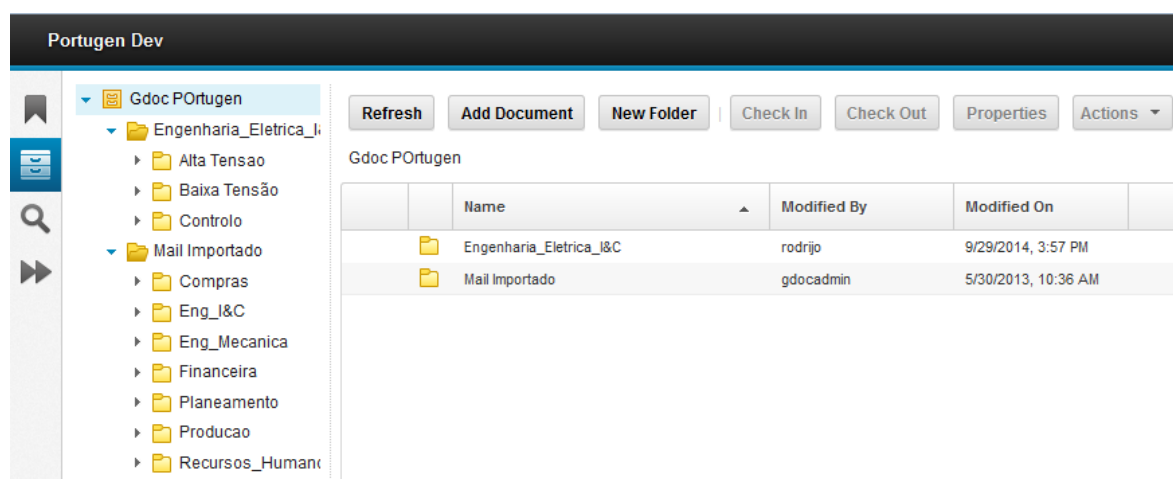 Portugen Dev
Gdoc POrtugen
Engenharia_Eletrica_I&
Alta Tensao
Baixa Tensão
Controlo
Mail Importado
Compras
Eng_I&C
Eng_Mecanica
Financeira
Planeamento
Producao
Recursos_Humano
Refresh Add Document New Folder Check In Check Out Properties Actions
Gdoc POrtugen
Name Modified By Modified On
Engenharia_Eletrica_I&C rodrijo 9/29/2014, 3:57 PM
Mail Importado gdocadmin 5/30/2013, 10:36 AM